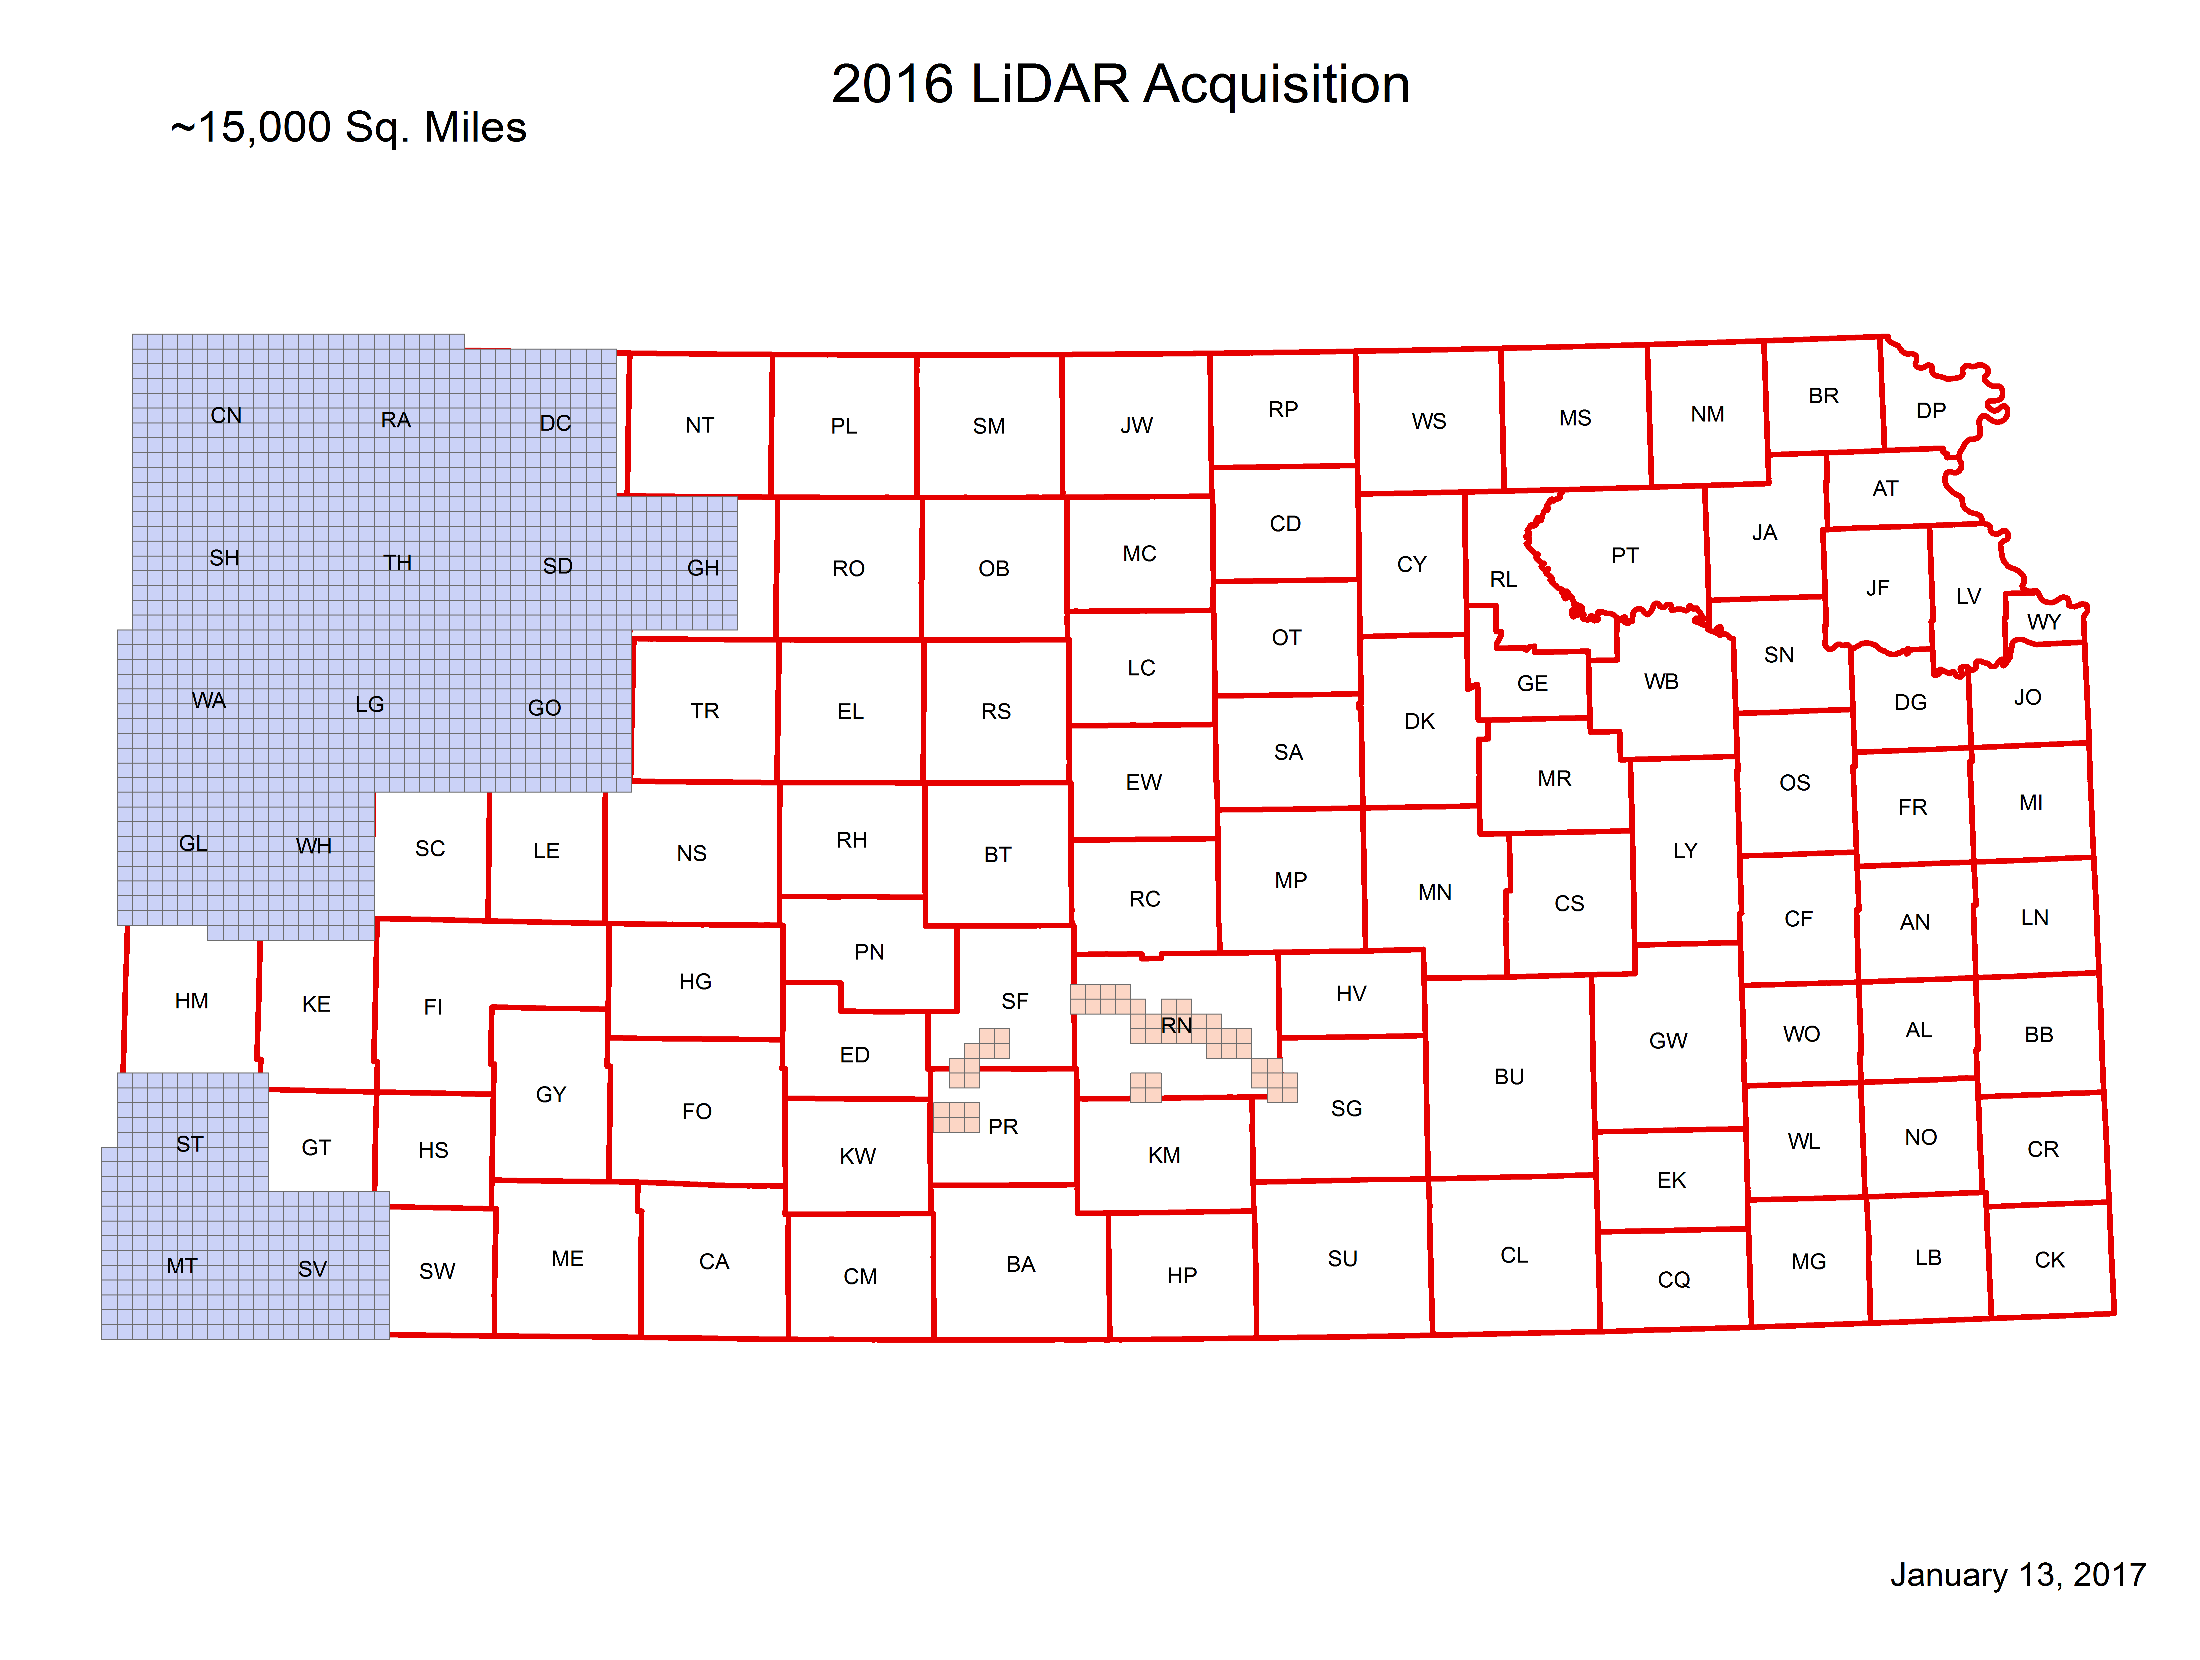 2016 LiDAR Acquisition
~15,000 Sq. Miles
CN RA DC NT PL SM JW RP WS MS NM BR DP
AT
SH TH SD GH RO OB MC CD CY RL PT JA JF LV WY
WA LG GO TR EL RS LC OT DK GE WB SN DG JO
GL WH SC LE NS RH BT EW SA MR OS FR MI
RC MP MN CS LY CF AN LN
HM KE FI HG PN SF RN HV GW WO AL BB
ED BU
ST GT HS GY FO KW PR KM SG WL NO CR
EK
MT SV SW ME CA CM BA HP SU CL CQ MG LB CK
January 13, 2017